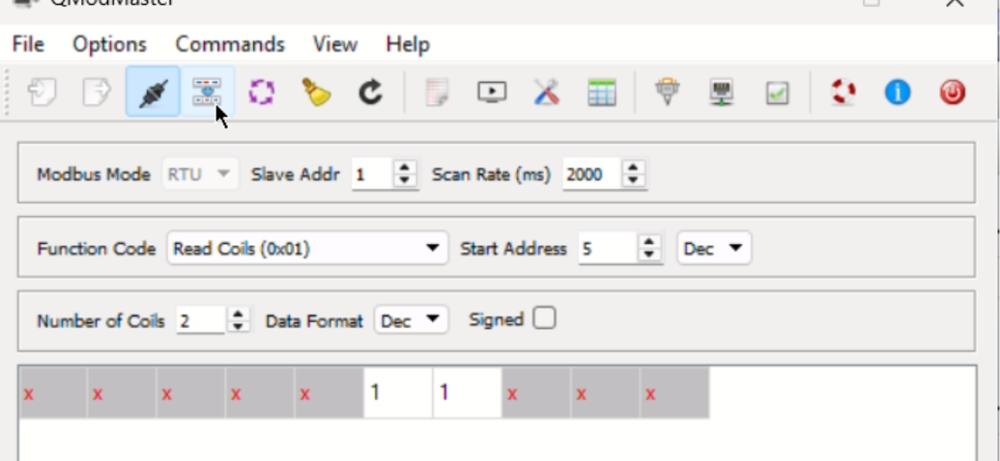 QModMaster
File Options Commands View Help
Modbus Mode RTU Slave Addr 1 Scan Rate (ms) 2000
Function Code Read Coils (0x01) Start Address 5 Dec
Number of Coils 2 Data Format Dec Signed
x x x x x 1 1 x x x